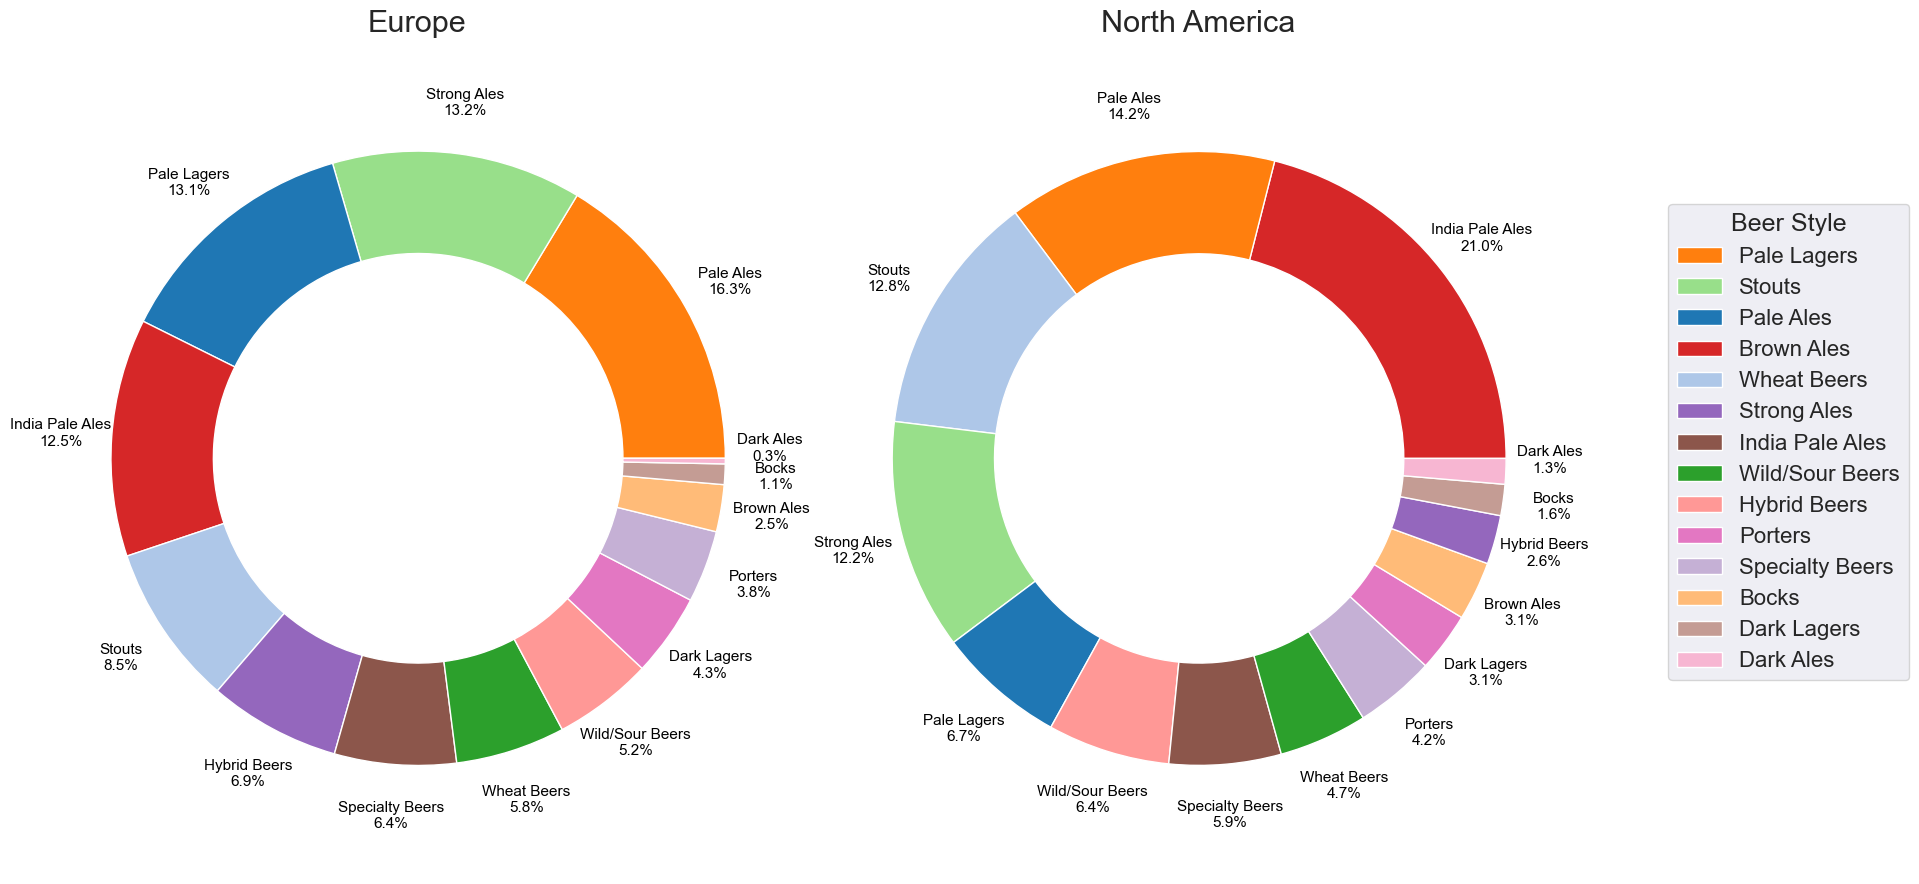 Europe
Strong Ales
13.2%
Pale Lagers
13.1%
Pale Ales
16.3%
India Pale Ales
12.5%
Dark Ales
0.3%
Bocks
1.1%
Brown Ales
2.5%
Porters
3.8%
Stouts
8.5%
Dark Lagers
4.3%
Wild/Sour Beers
5.2%
Hybrid Beers
6.9%
Wheat Beers
5.8%
Specialty Beers
6.4%
North America
Pale Ales
14.2%
India Pale Ales
21.0%
Stouts
12.8%
Dark Ales
1.3%
Bocks
1.6%
Strong Ales
12.2%
Hybrid Beers
2.6%
Brown Ales
3.1%
Dark Lagers
3.1%
Pale Lagers
6.7%
Porters
4.2%
Wheat Beers
4.7%
Wild/Sour Beers
6.4%
Specialty Beers
5.9%
Beer Style
Pale Lagers
Stouts
Pale Ales
Brown Ales
Wheat Beers
Strong Ales
India Pale Ales
Wild/Sour Beers
Hybrid Beers
Porters
Specialty Beers
Bocks
Dark Lagers
Dark Ales